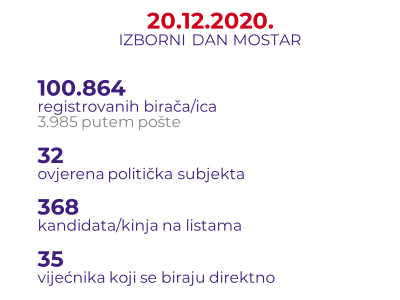 20.12.2020.
IZBORNI DAN MOSTAR
100.864
registrovanih birača/ica
3.985 putem pošte
32
ovjerena politička subjekta
368
kandidata/kinja na listama
35
vijećnika koji se biraju direktno